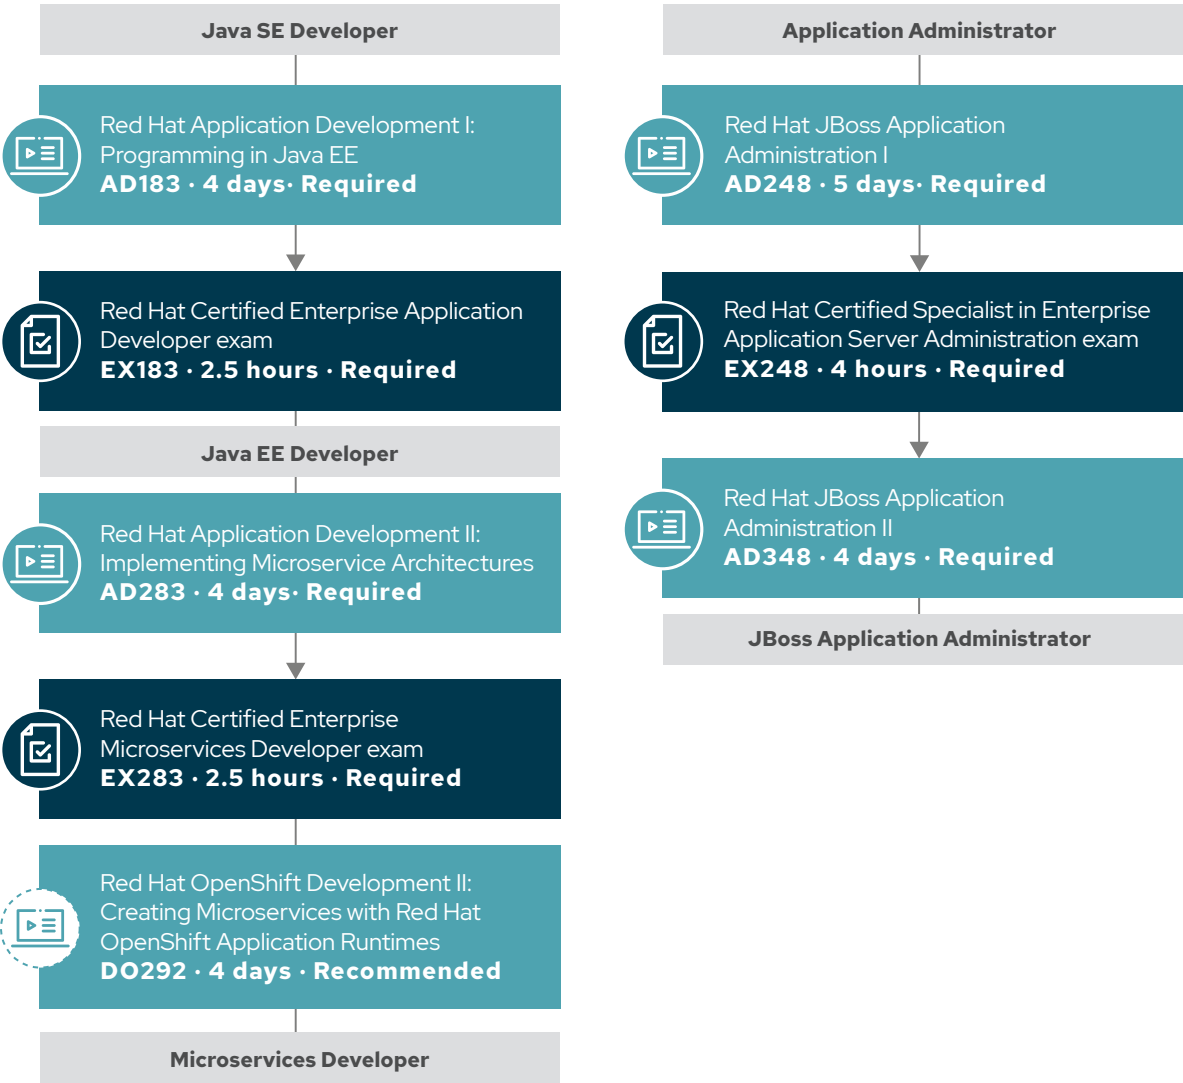 Java SE Developer
Red Hat Application Development I:
Programming in Java EE
AD183 · 4 days· Required
Red Hat Certified Enterprise Application
Developer exam
EX183 · 2.5 hours · Required
Java EE Developer
Red Hat Application Development II:
Implementing Microservice Architectures
AD283 · 4 days· Required
Red Hat Certified Enterprise
Microservices Developer exam
EX283 · 2.5 hours · Required
Red Hat OpenShift Development II:
Creating Microservices with Red Hat
OpenShift Application Runtimes
DO292 · 4 days · Recommended
Microservices Developer
Application Administrator
Red Hat JBoss Application
Administration I
AD248 · 5 days· Required
Red Hat Certified Specialist in Enterprise
Application Server Administration exam
EX248 · 4 hours · Required
Red Hat JBoss Application
Administration II
AD348 · 4 days · Required
JBoss Application Administrator